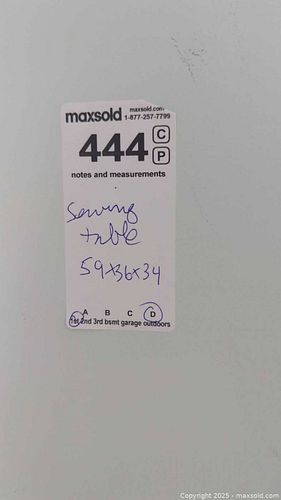 maxsold maxsold.com
1-877-257-7799
444 C
P
notes and measurements
Sewing
table
59x36x34
A B C D
1st 2nd 3rd bsmt garage outdoors
Copyright © 2025 - maxsold.com